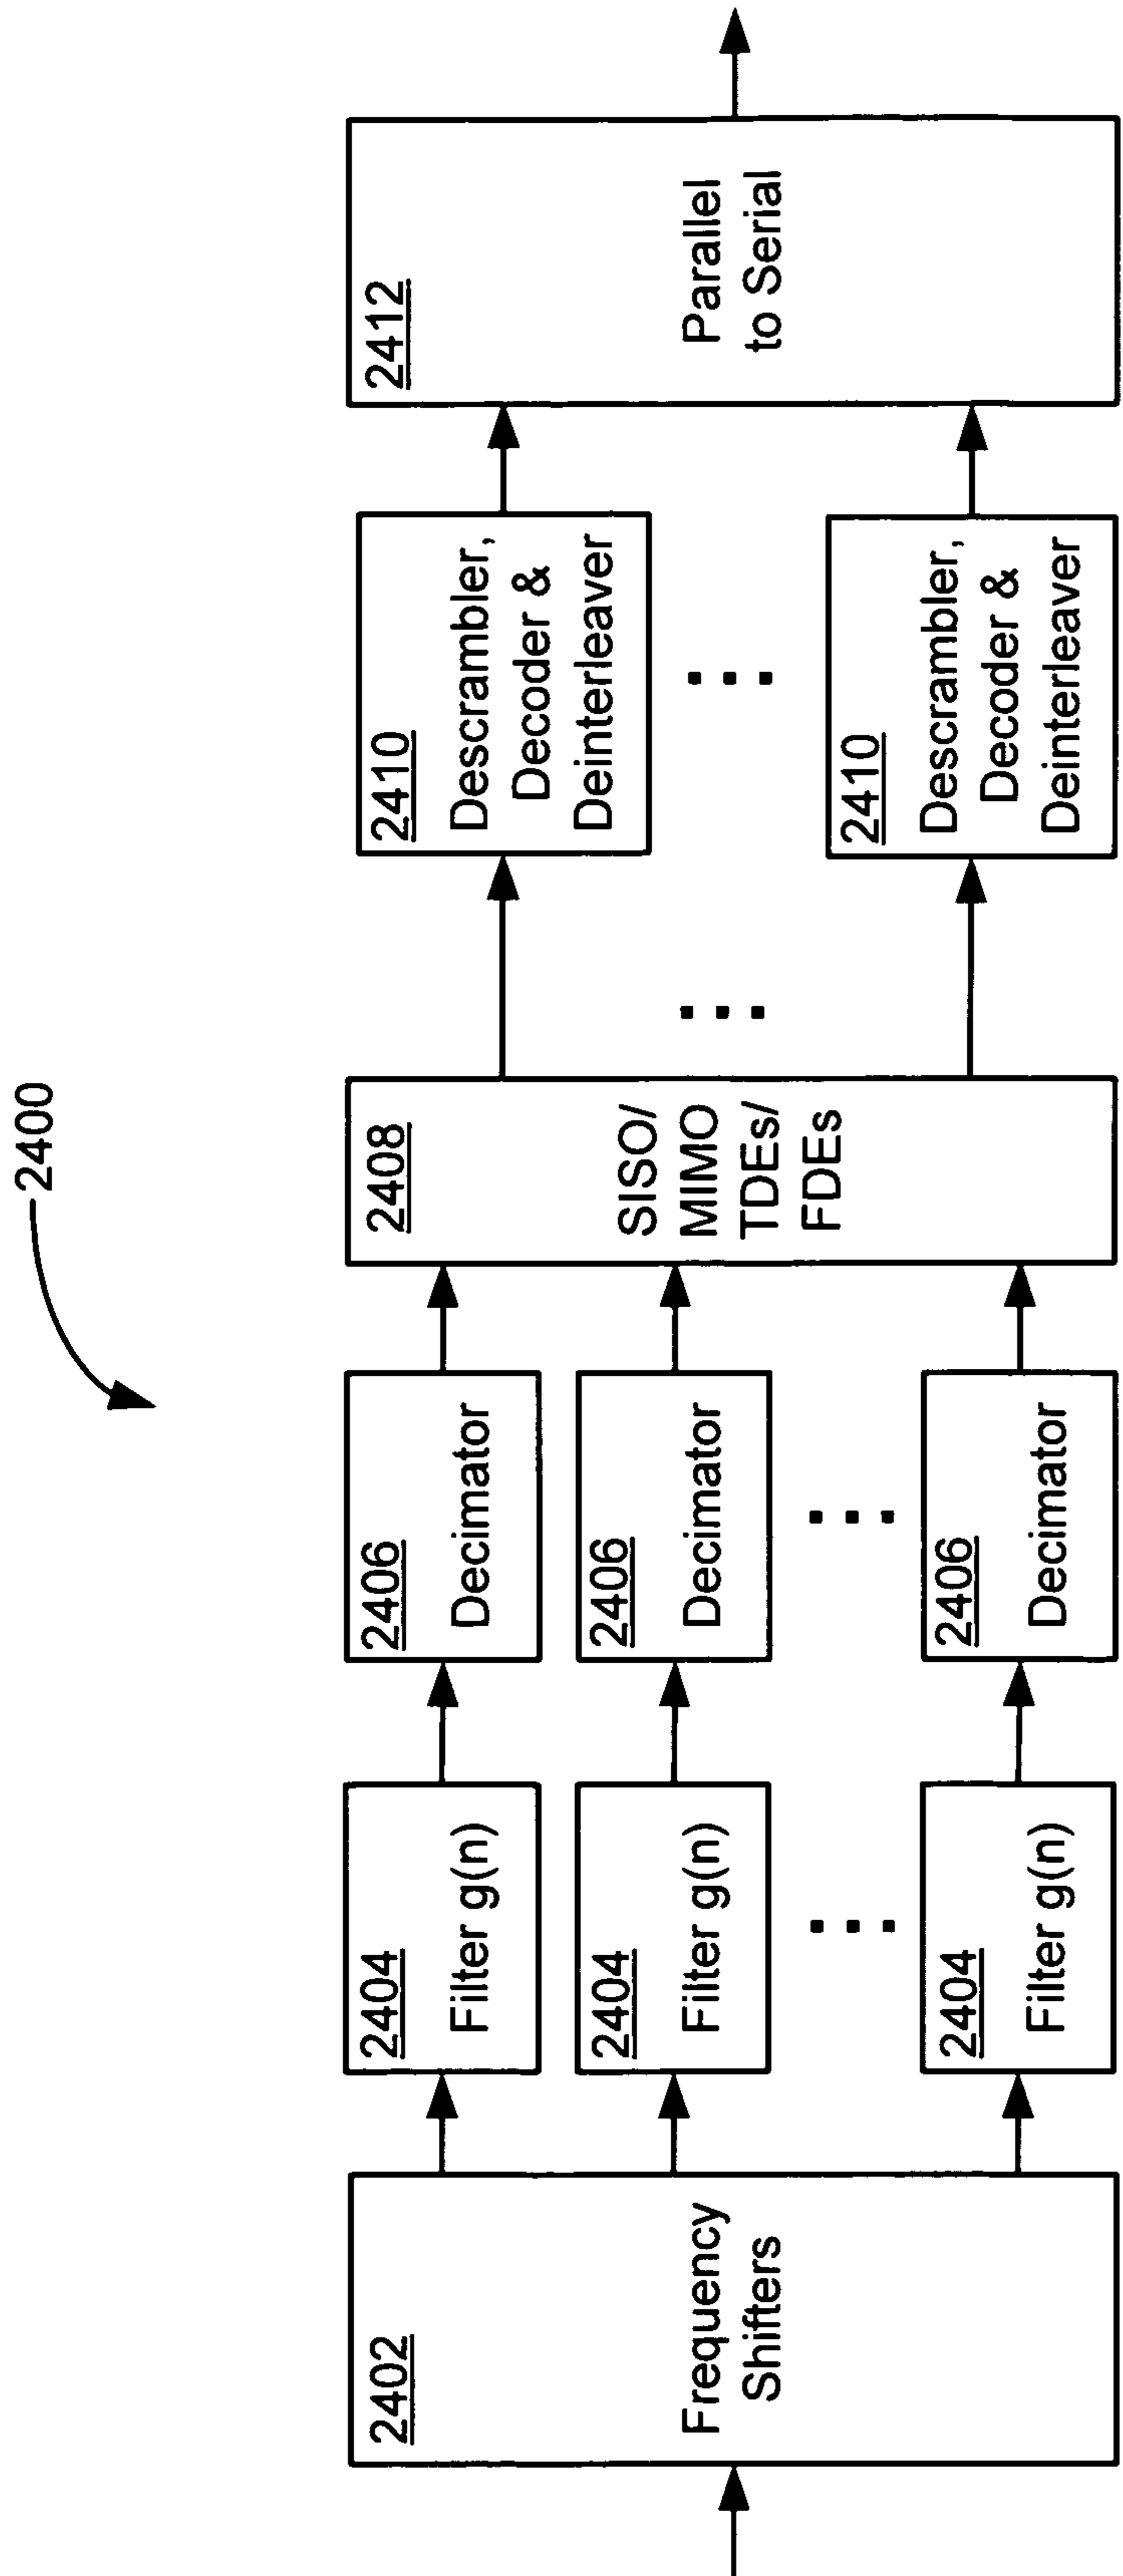 2400
2402
Frequency
Shifters
2404
Filter g(n)
2404
Filter g(n)
2404
Filter g(n)
2406
Decimator
2406
Decimator
2406
Decimator
2408
SISO/
MIMO
TDEs/
FDEs
2410
Descrambler,
Decoder &
Deinterleaver
2410
Descrambler,
Decoder &
Deinterleaver
2412
Parallel
to Serial